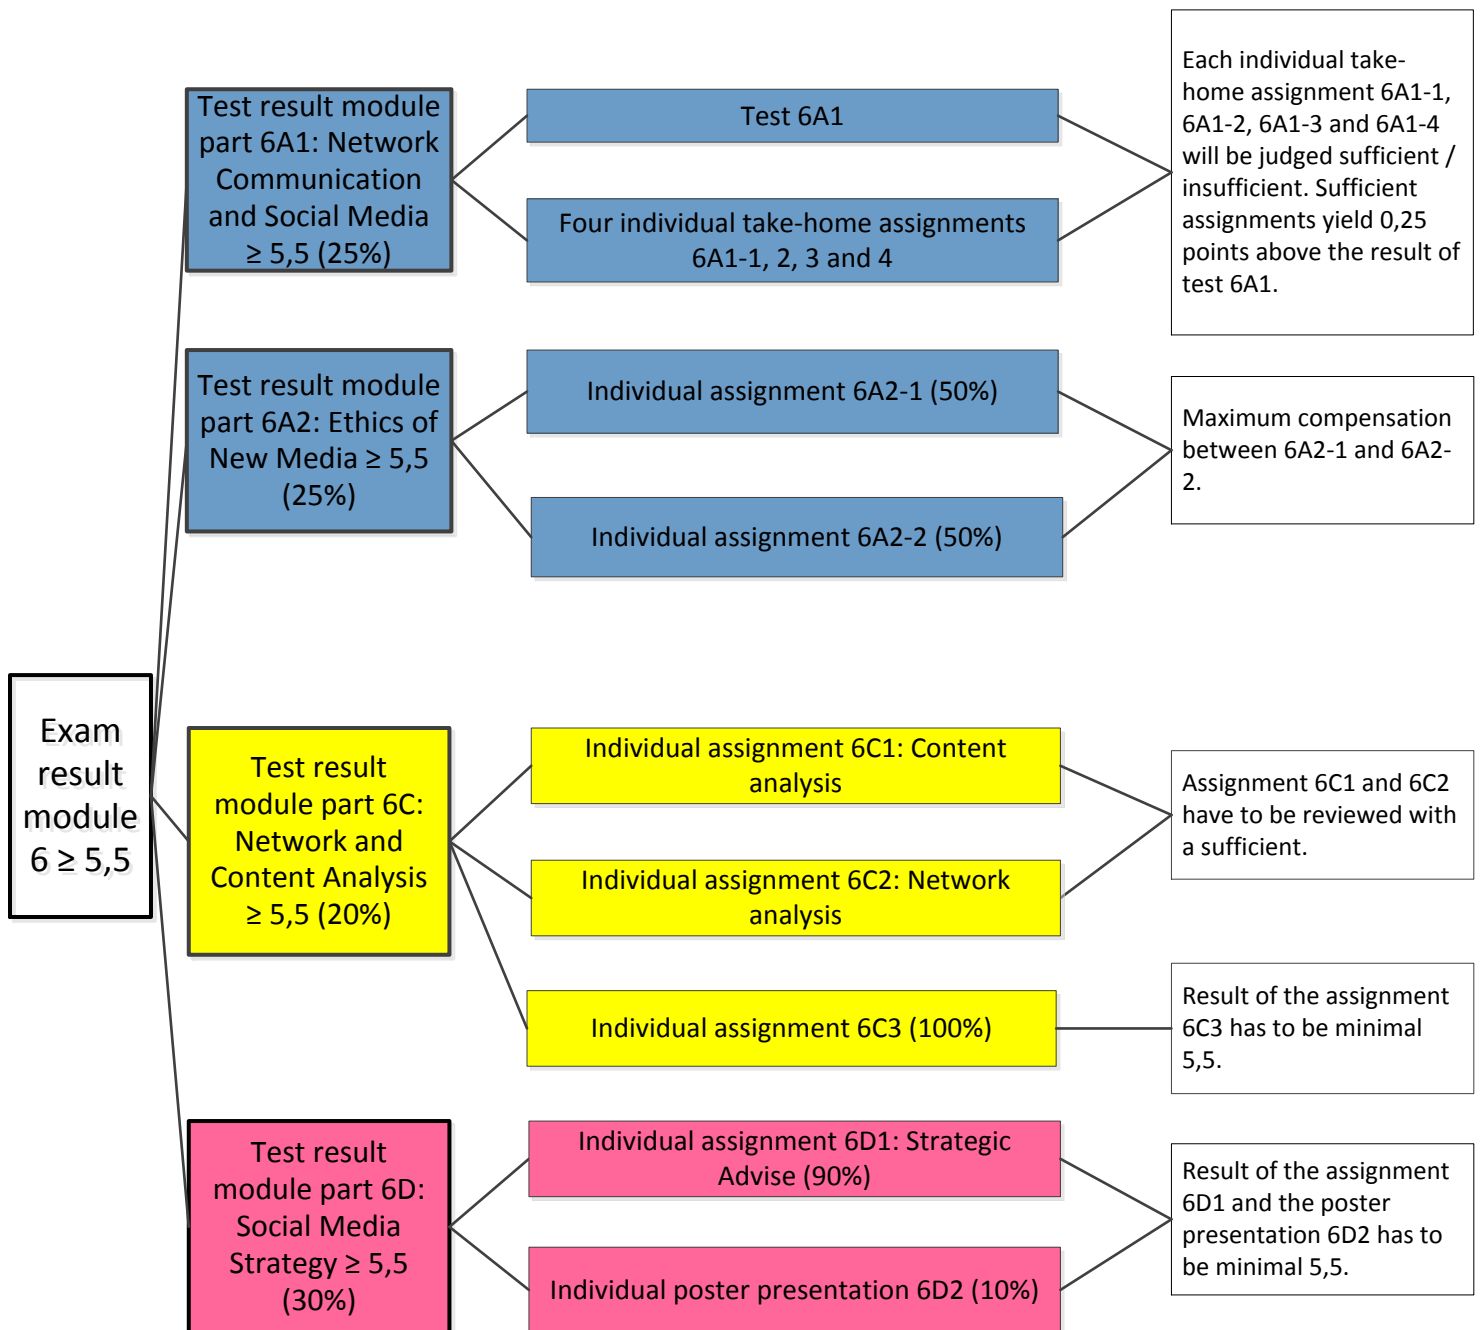 Exam
result
module
6 ≥ 5,5
Test result module
part 6A1: Network
Communication
and Social Media
≥ 5,5 (25%)
Test 6A1
Four individual take-home assignments
6A1-1, 2, 3 and 4
Each individual take-
home assignment 6A1-1,
6A1-2, 6A1-3 and 6A1-4
will be judged sufficient /
insufficient. Sufficient
assignments yield 0,25
points above the result of
test 6A1.
Test result module
part 6A2: Ethics of
New Media ≥ 5,5
(25%)
Individual assignment 6A2-1 (50%)
Individual assignment 6A2-2 (50%)
Maximum compensation
between 6A2-1 and 6A2-
2.
Test result
module part 6C:
Network and
Content Analysis
≥ 5,5 (20%)
Individual assignment 6C1: Content
analysis
Individual assignment 6C2: Network
analysis
Individual assignment 6C3 (100%)
Assignment 6C1 and 6C2
have to be reviewed with
a sufficient.
Result of the assignment
6C3 has to be minimal
5,5.
Test result
module part 6D:
Social Media
Strategy ≥ 5,5
(30%)
Individual assignment 6D1: Strategic
Advise (90%)
Individual poster presentation 6D2 (10%)
Result of the assignment
6D1 and the poster
presentation 6D2 has to
be minimal 5,5.